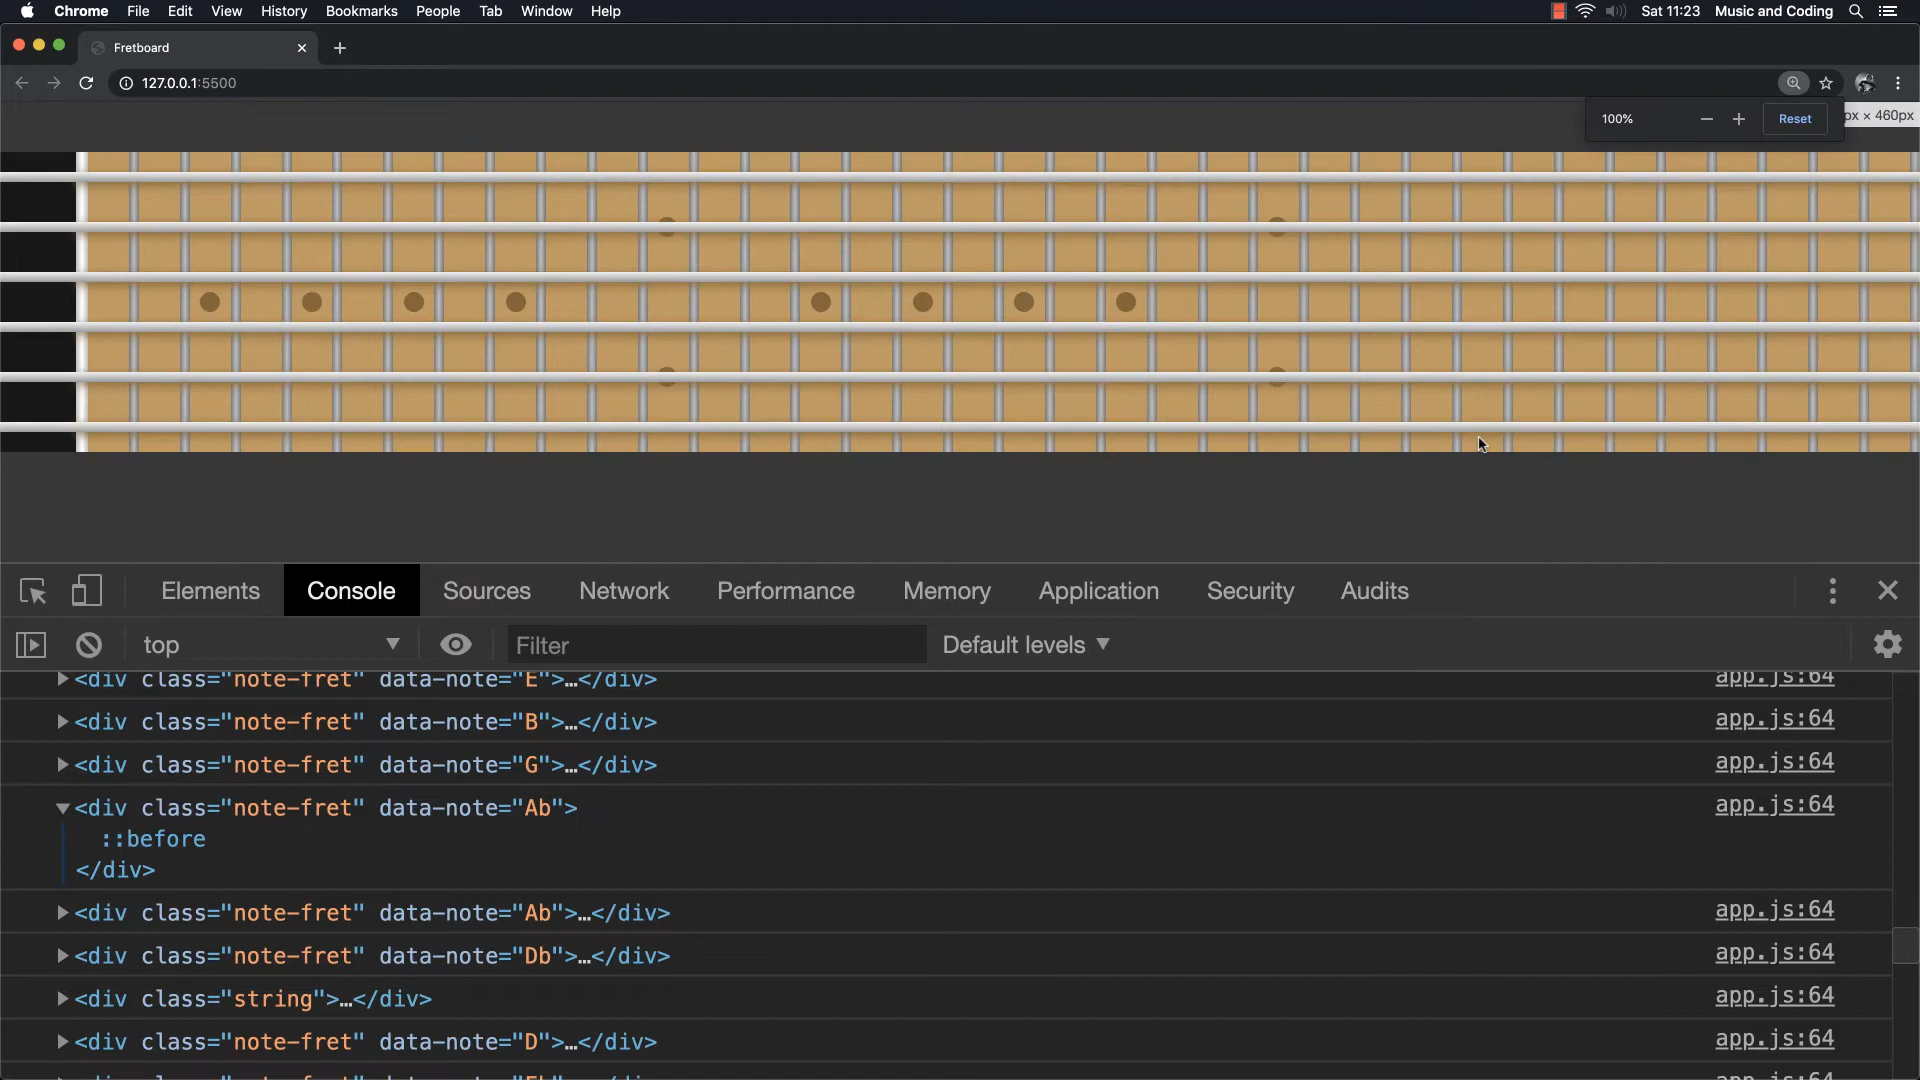 Chrome File Edit View History Bookmarks People Tab Window Help Sat 11:23 Music and Coding
Fretboard
127.0.0.1:5500
100% Reset px × 460px
Elements Console Sources Network Performance Memory Application Security Audits
top Filter Default levels
<div class="note-fret" data-note="E">…</div> app.js:64
<div class="note-fret" data-note="B">…</div> app.js:64
<div class="note-fret" data-note="G">…</div> app.js:64
<div class="note-fret" data-note="Ab"> app.js:64
::before
</div>
<div class="note-fret" data-note="Ab">…</div> app.js:64
<div class="note-fret" data-note="Db">…</div> app.js:64
<div class="string">…</div> app.js:64
<div class="note-fret" data-note="D">…</div> app.js:64